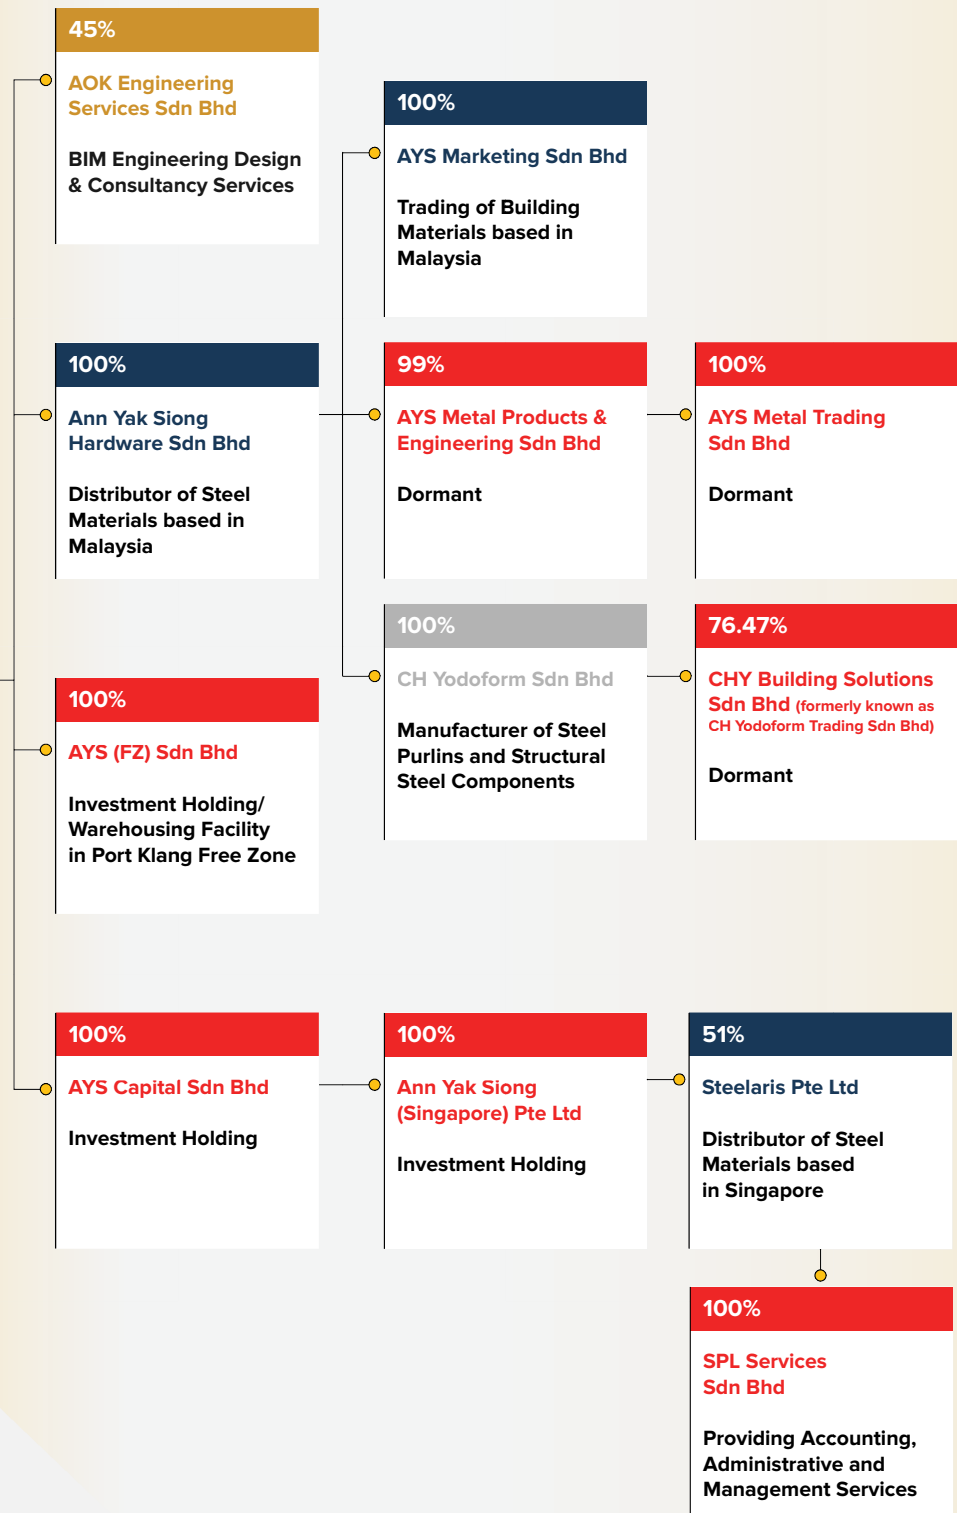 45%
AOK Engineering
Services Sdn Bhd
BIM Engineering Design
& Consultancy Services
100%
AYS Marketing Sdn Bhd
Trading of Building
Materials based in
Malaysia
100%
Ann Yak Siong
Hardware Sdn Bhd
Distributor of Steel
Materials based in
Malaysia
99%
AYS Metal Products &
Engineering Sdn Bhd
Dormant
100%
AYS Metal Trading
Sdn Bhd
Dormant
100%
CH Yodoform Sdn Bhd
Manufacturer of Steel
Purlins and Structural
Steel Components
76.47%
CHY Building Solutions
Sdn Bhd (formerly known as
CH Yodoform Trading Sdn Bhd)
Dormant
100%
AYS (FZ) Sdn Bhd
Investment Holding/
Warehousing Facility
in Port Klang Free Zone
100%
AYS Capital Sdn Bhd
Investment Holding
100%
Ann Yak Siong
(Singapore) Pte Ltd
Investment Holding
51%
Steelaris Pte Ltd
Distributor of Steel
Materials based
in Singapore
100%
SPL Services
Sdn Bhd
Providing Accounting,
Administrative and
Management Services